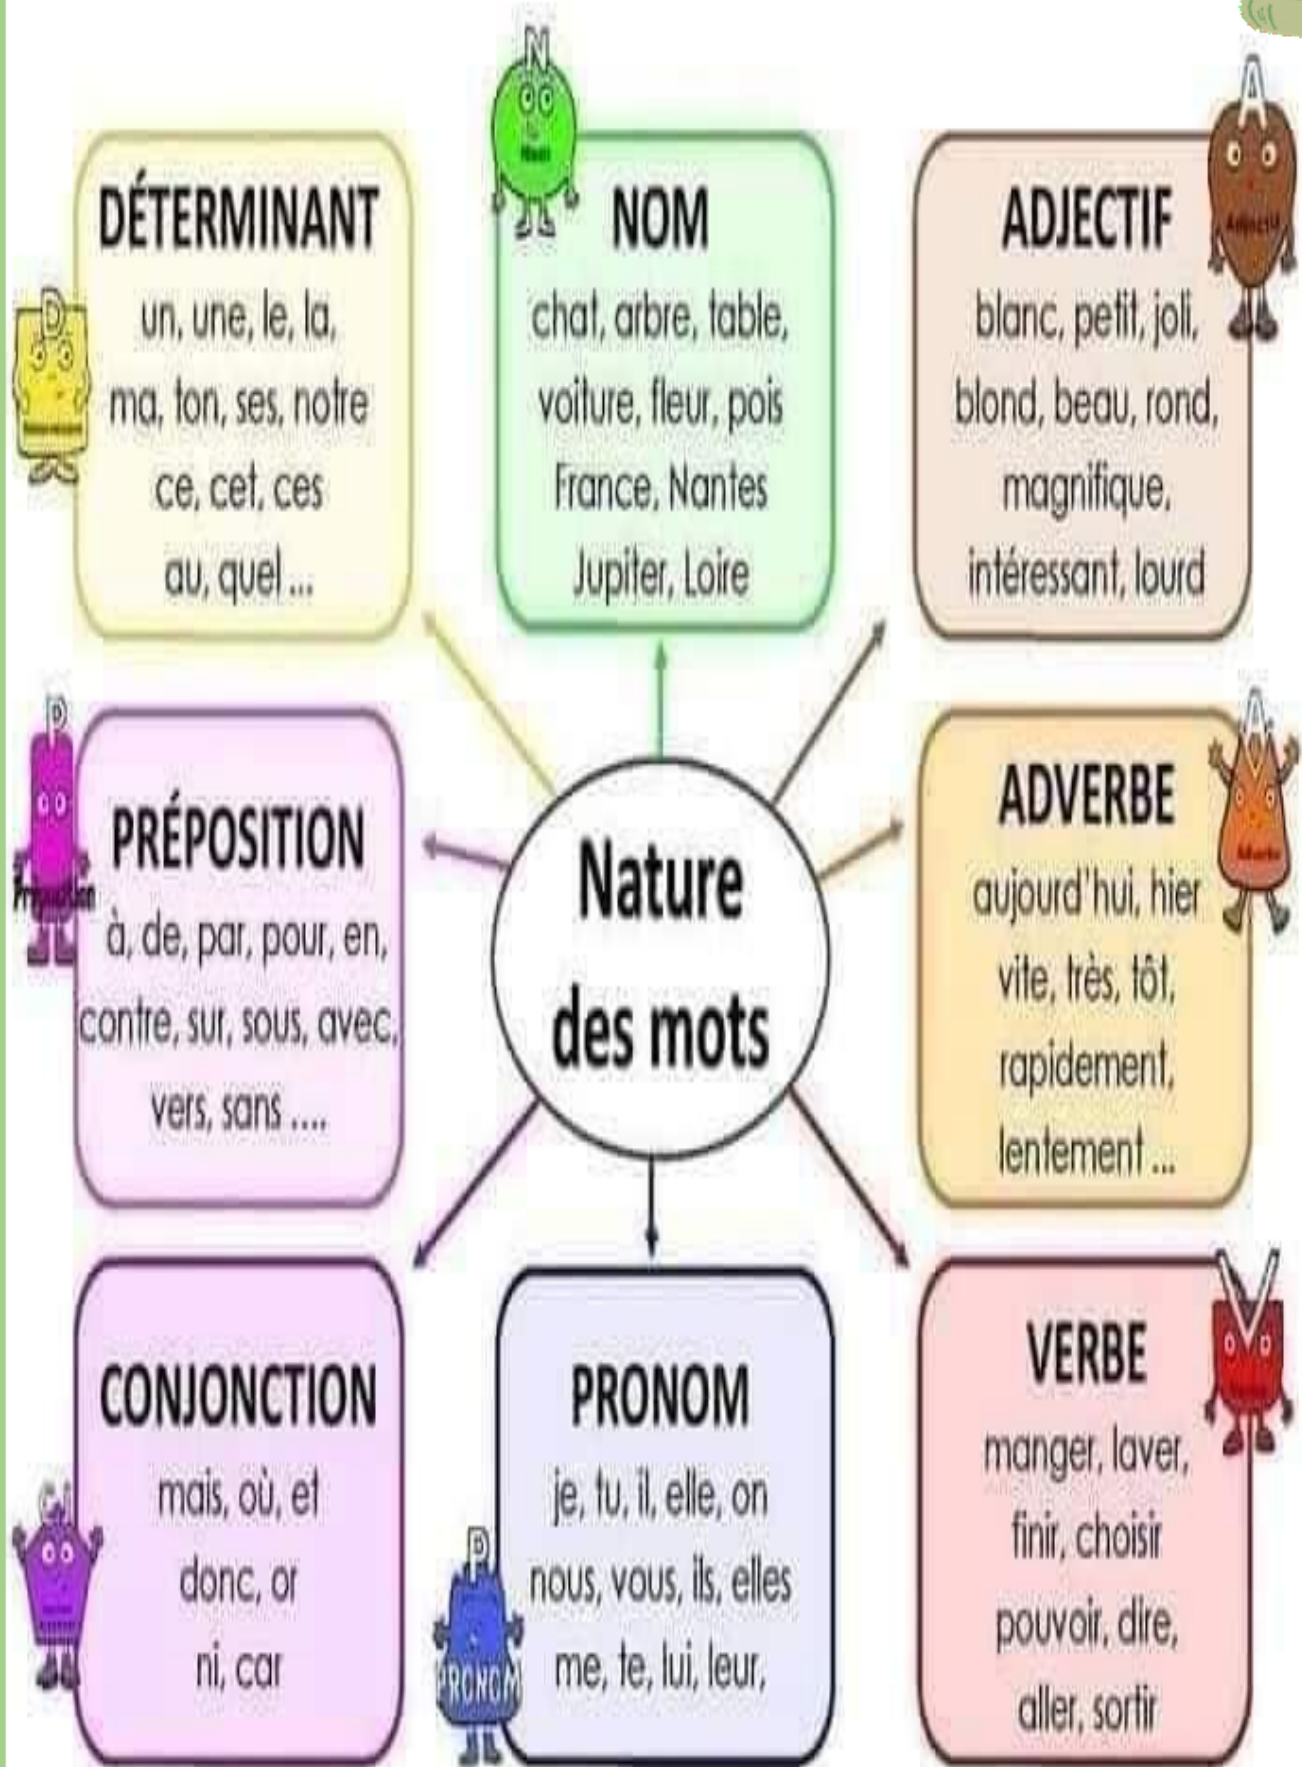 DÉTERMINANT
un, une, le, la,
ma, ton, ses, notre
ce, cet, ces
au, quel ...
D
N
NOM
chat, arbre, table,
voiture, fleur, pois
France, Nantes
Jupiter, Loire
A
Adjectif
ADJECTIF
blanc, petit, joli,
blond, beau, rond,
magnifique,
intéressant, lourd
P
Préposition
PRÉPOSITION
à, de, par, pour, en,
contre, sur, sous, avec,
vers, sans ....
Nature
des mots
A
Adverbe
ADVERBE
aujourd'hui, hier
vite, très, tôt,
rapidement,
lentement ...
CONJONCTION
mais, où, et
donc, or
ni, car
P
PRONOM
PRONOM
je, tu, il, elle, on
nous, vous, ils, elles
me, te, lui, leur,
V
VERBE
manger, laver,
finir, choisir
pouvoir, dire,
aller, sortir